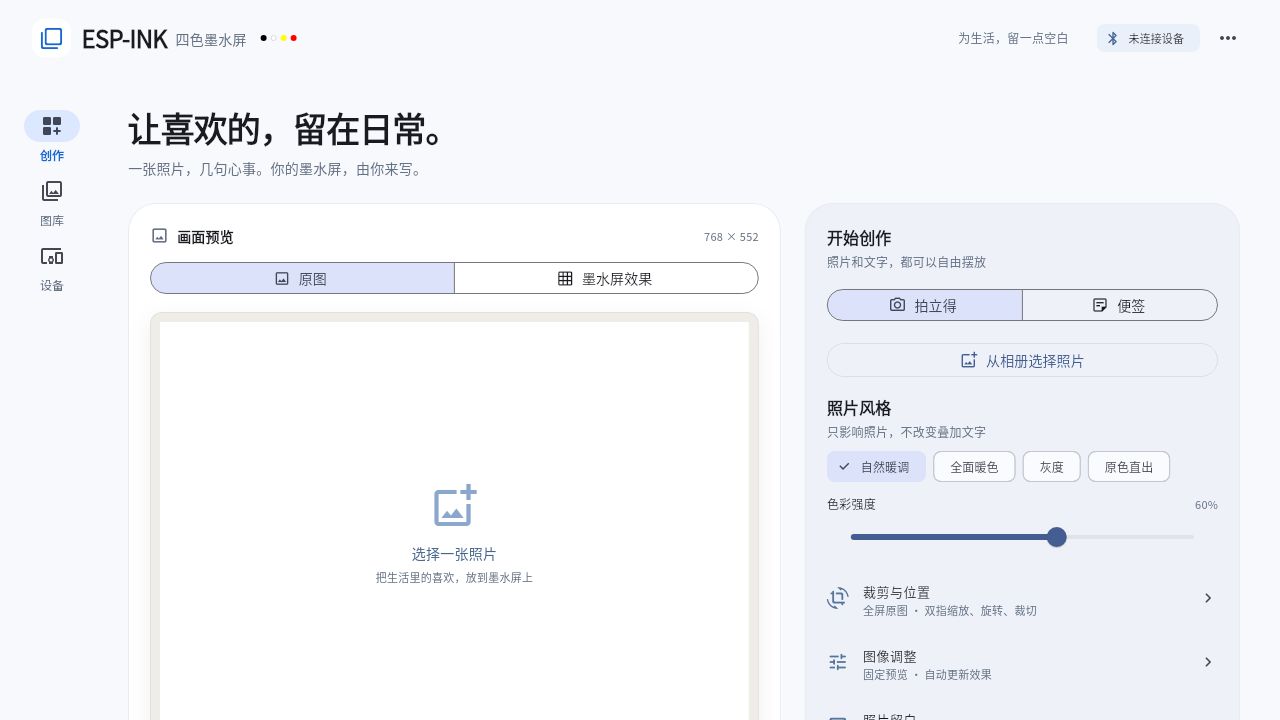 ESP-INK 四色墨水屏
为生活，留一点空白
未连接设备
创作
图库
设备
让喜欢的，留在日常。
一张照片，几句心事。你的墨水屏，由你来写。
画面预览
768 × 552
原图
墨水屏效果
选择一张照片
把生活里的喜欢，放到墨水屏上
开始创作
照片和文字，都可以自由摆放
拍立得
便签
从相册选择照片
照片风格
只影响照片，不改变叠加文字
自然暖调
全面暖色
灰度
原色直出
色彩强度
60%
裁剪与位置
全屏原图 · 双指缩放、旋转、裁切
图像调整
固定预览 · 自动更新效果
照片留白